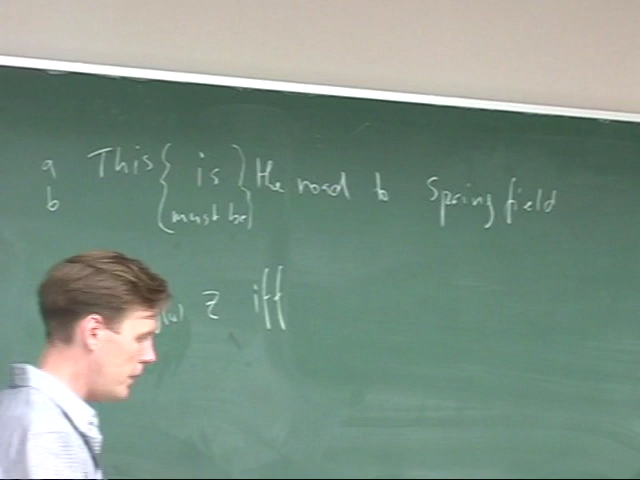 a This { is } the road to Springfield
b { must be }
z iff